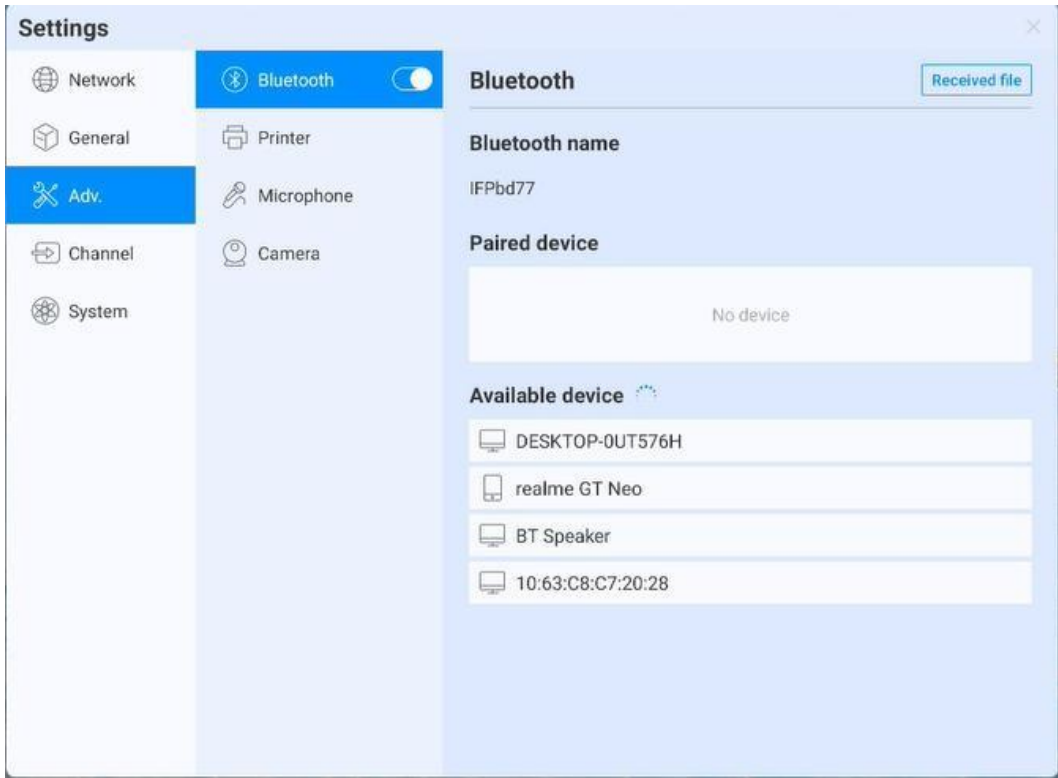 Settings
Network
General
Adv.
Channel
System
Bluetooth
Printer
Microphone
Camera
Bluetooth
Received file
Bluetooth name
IFPbd77
Paired device
No device
Available device
DESKTOP-0UT576H
realme GT Neo
BT Speaker
10:63:C8:C7:20:28